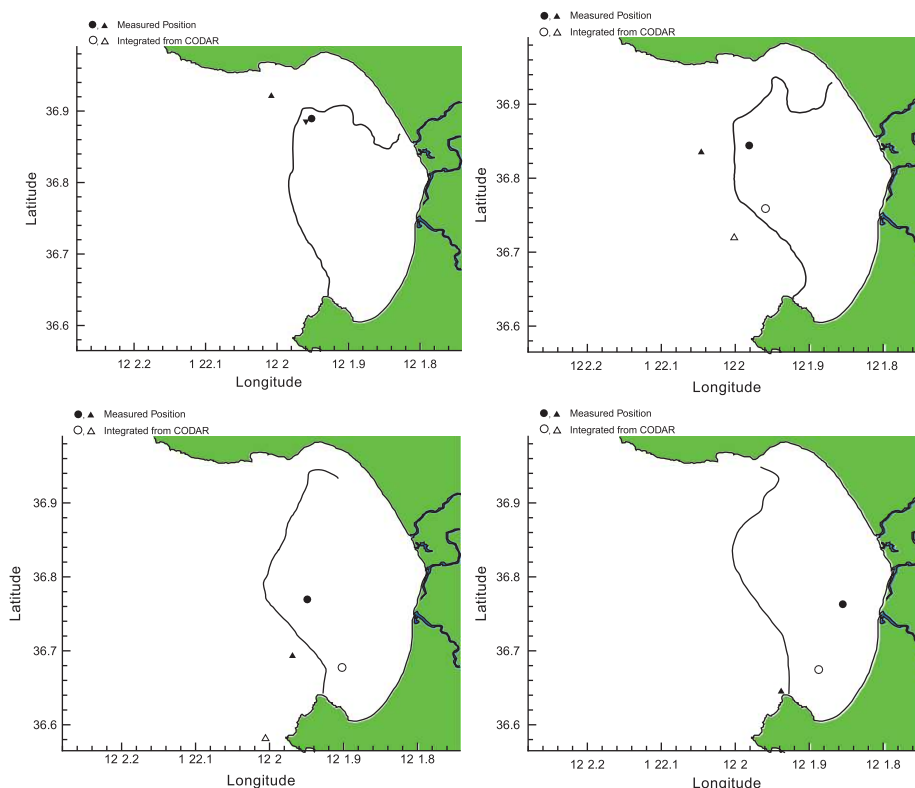 ●, ▲ Measured Position
○, △ Integrated from CODAR
36.9
36.8
36.7
36.6
Latitude
12 2.2
1 22.1
12 2
12 1.9
12 1.8
Longitude
●, ▲ Measured Position
○, △ Integrated from CODAR
36.9
36.8
36.7
36.6
Latitude
122.2
1 22.1
122
121.9
121.8
Longitude
●, ▲ Measured Position
○, △ Integrated from CODAR
36.9
36.8
36.7
36.6
Latitude
12 2.2
1 22.1
12 2
12 1.9
12 1.8
Longitude
●, ▲ Measured Position
○, △ Integrated from CODAR
36.9
36.8
36.7
36.6
Latitude
12 2.2
1 22.1
12 2
12 1.9
12 1.8
Longitude